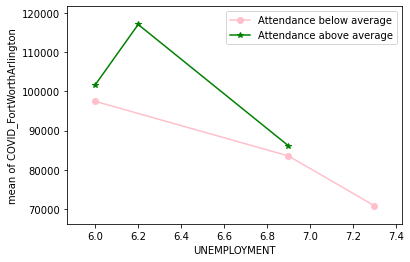 Attendance below average
Attendance above average
120000
110000
100000
90000
80000
70000
mean of COVID_FortWorthArlington
6.0 6.2 6.4 6.6 6.8 7.0 7.2 7.4
UNEMPLOYMENT